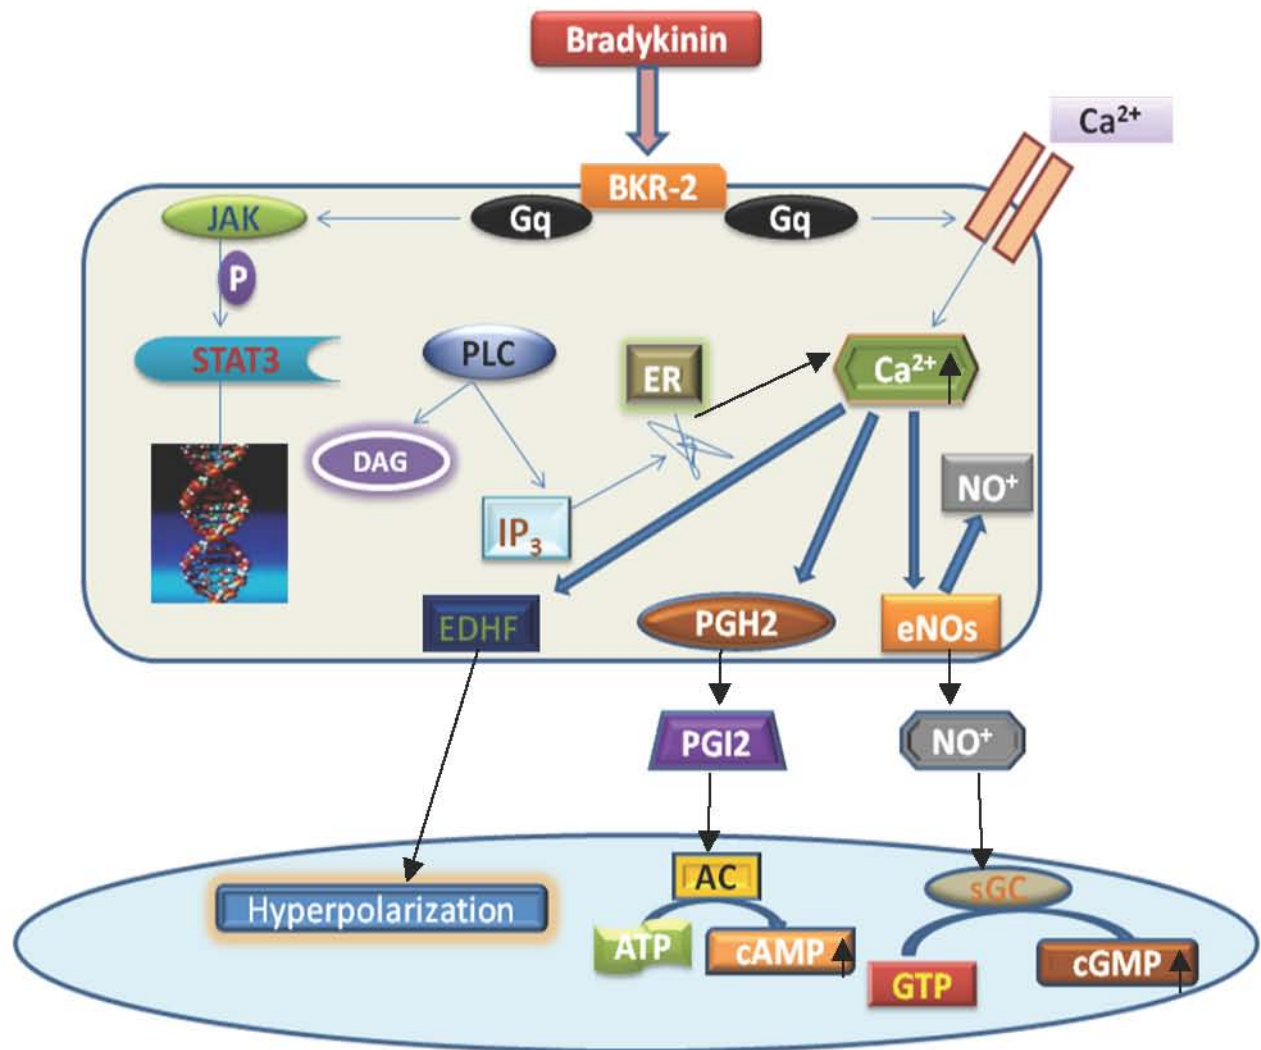 Bradykinin
Ca²⁺
BKR-2
JAK
Gq
Gq
P
STAT3
PLC
ER
Ca²⁺
DAG
NO⁺
IP₃
EDHF
PGH2
eNOs
PGI2
NO⁺
AC
sGC
Hyperpolarization
ATP
cAMP
cGMP
GTP